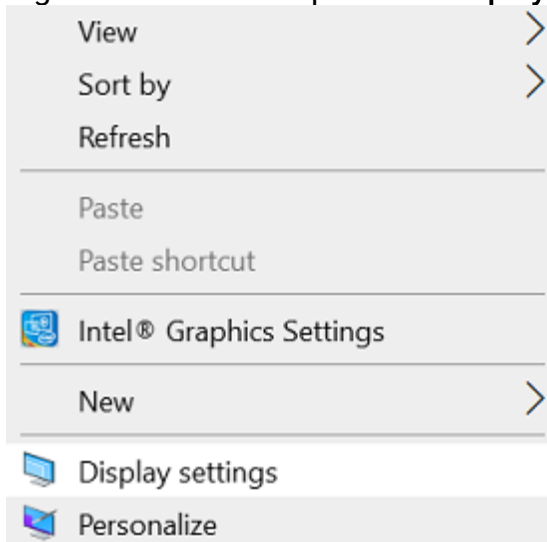 View
Sort by
Refresh
Paste
Paste shortcut
Intel® Graphics Settings
New
Display settings
Personalize